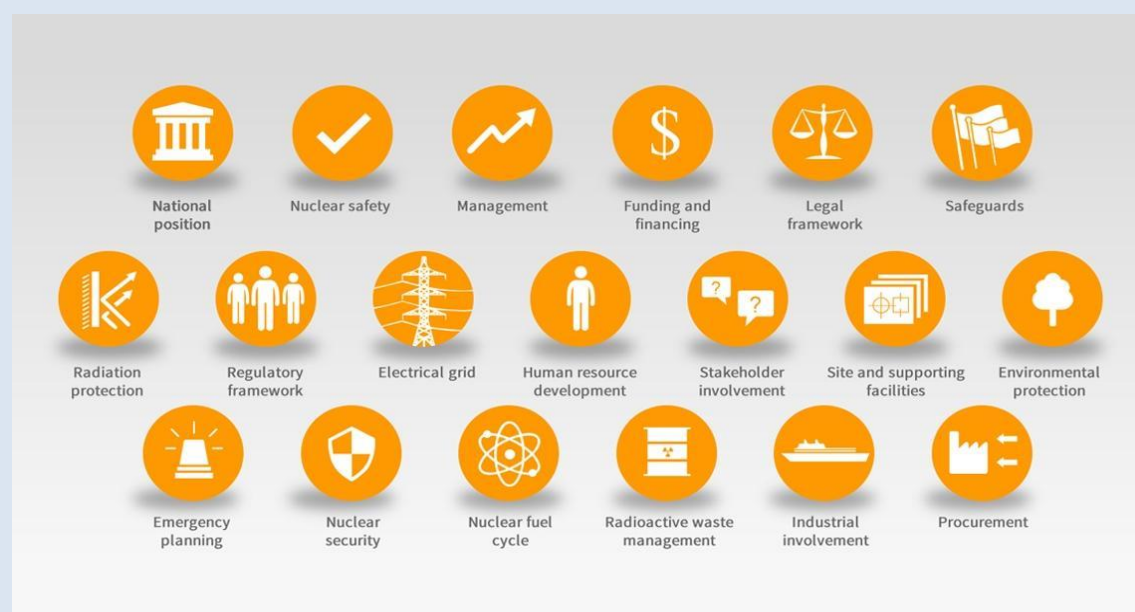 National
position
Nuclear safety
Management
$
Funding and
financing
Legal
framework
Safeguards
Radiation
protection
Regulatory
framework
Electrical grid
Human resource
development
?
?
Stakeholder
involvement
Site and supporting
facilities
Environmental
protection
Emergency
planning
Nuclear
security
Nuclear fuel
cycle
Radioactive waste
management
Industrial
involvement
Procurement